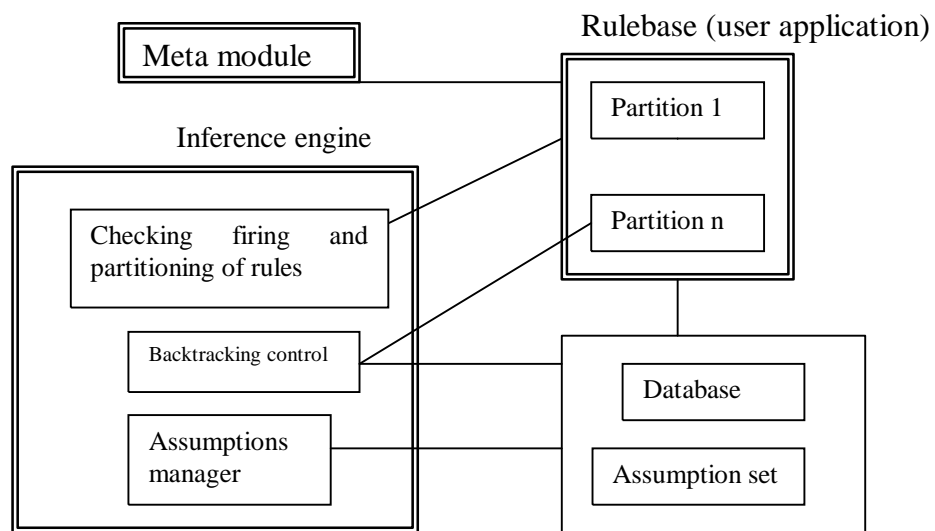 Rulebase (user application)
Meta module
Partition 1
Inference engine
Partition n
Checking firing and
partitioning of rules
Backtracking control
Database
Assumptions
manager
Assumption set